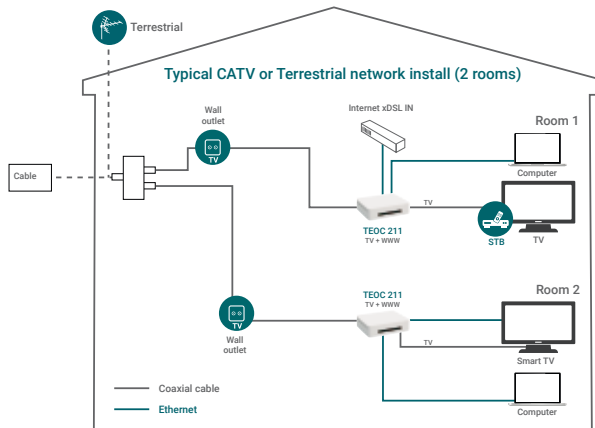 Terrestrial
Typical CATV or Terrestrial network install (2 rooms)
Wall
outlet
TV
Internet xDSL IN
Room 1
Computer
Cable
TV
TEOC 211
TV + WWW
STB
TV
Room 2
TEOC 211
TV + WWW
TV
Wall
outlet
TV
Smart TV
Coaxial cable
Ethernet
Computer